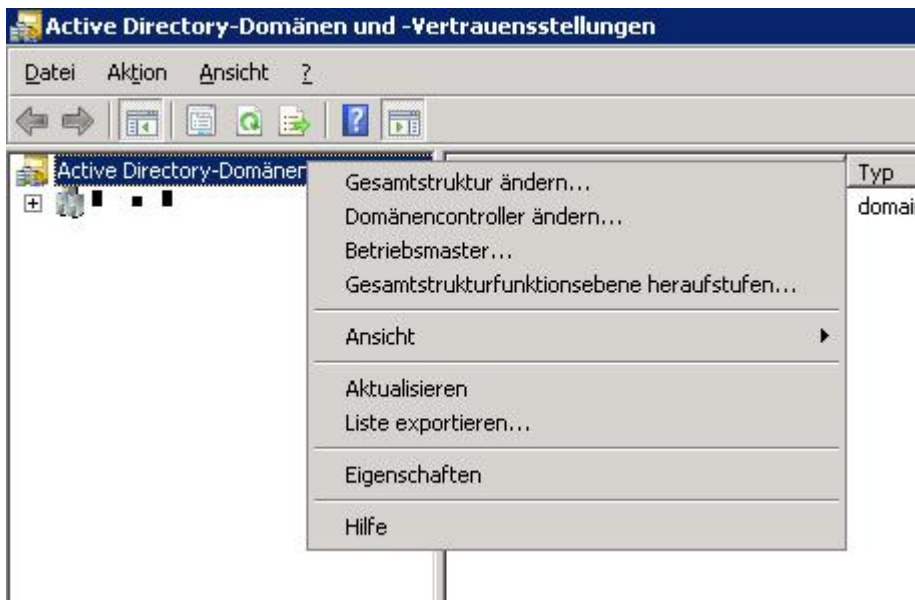 Active Directory-Domänen und -Vertrauensstellungen
Datei Aktion Ansicht ?
Active Directory-Domänen
Typ
domai
Gesamtstruktur ändern...
Domänencontroller ändern...
Betriebsmaster...
Gesamtstrukturfunktionsebene heraufstufen...
Ansicht
Aktualisieren
Liste exportieren...
Eigenschaften
Hilfe